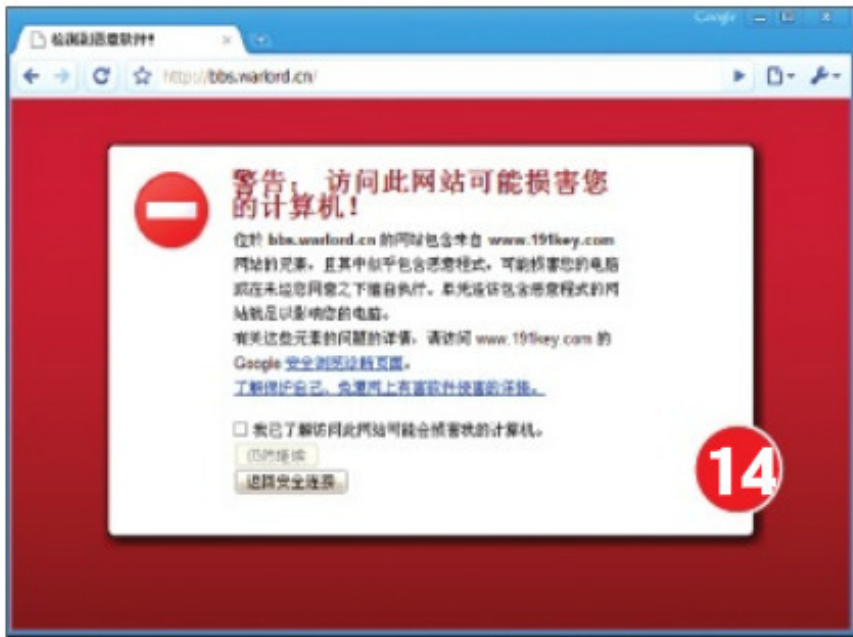 Google
检测到恶意软件!
http://bbs.warlord.cn/
警告： 访问此网站可能损害您
的计算机！
位於 bbs.warlord.cn 的网站包含来自 www.191key.com
网站的元素，且其中似乎包含恶意程式，可能损害您的电脑
或在未经您同意之下擅自执行。单凭造访包含恶意程式的网
站就足以影响您的电脑。
有关这些元素的问题的详情，请访问 www.191key.com 的
Google 安全浏览诊断页面。
了解保护自己，免遭网上有害软件侵害的详情。
我已了解访问此网站可能会损害我的计算机。
仍然继续
返回安全连接
14